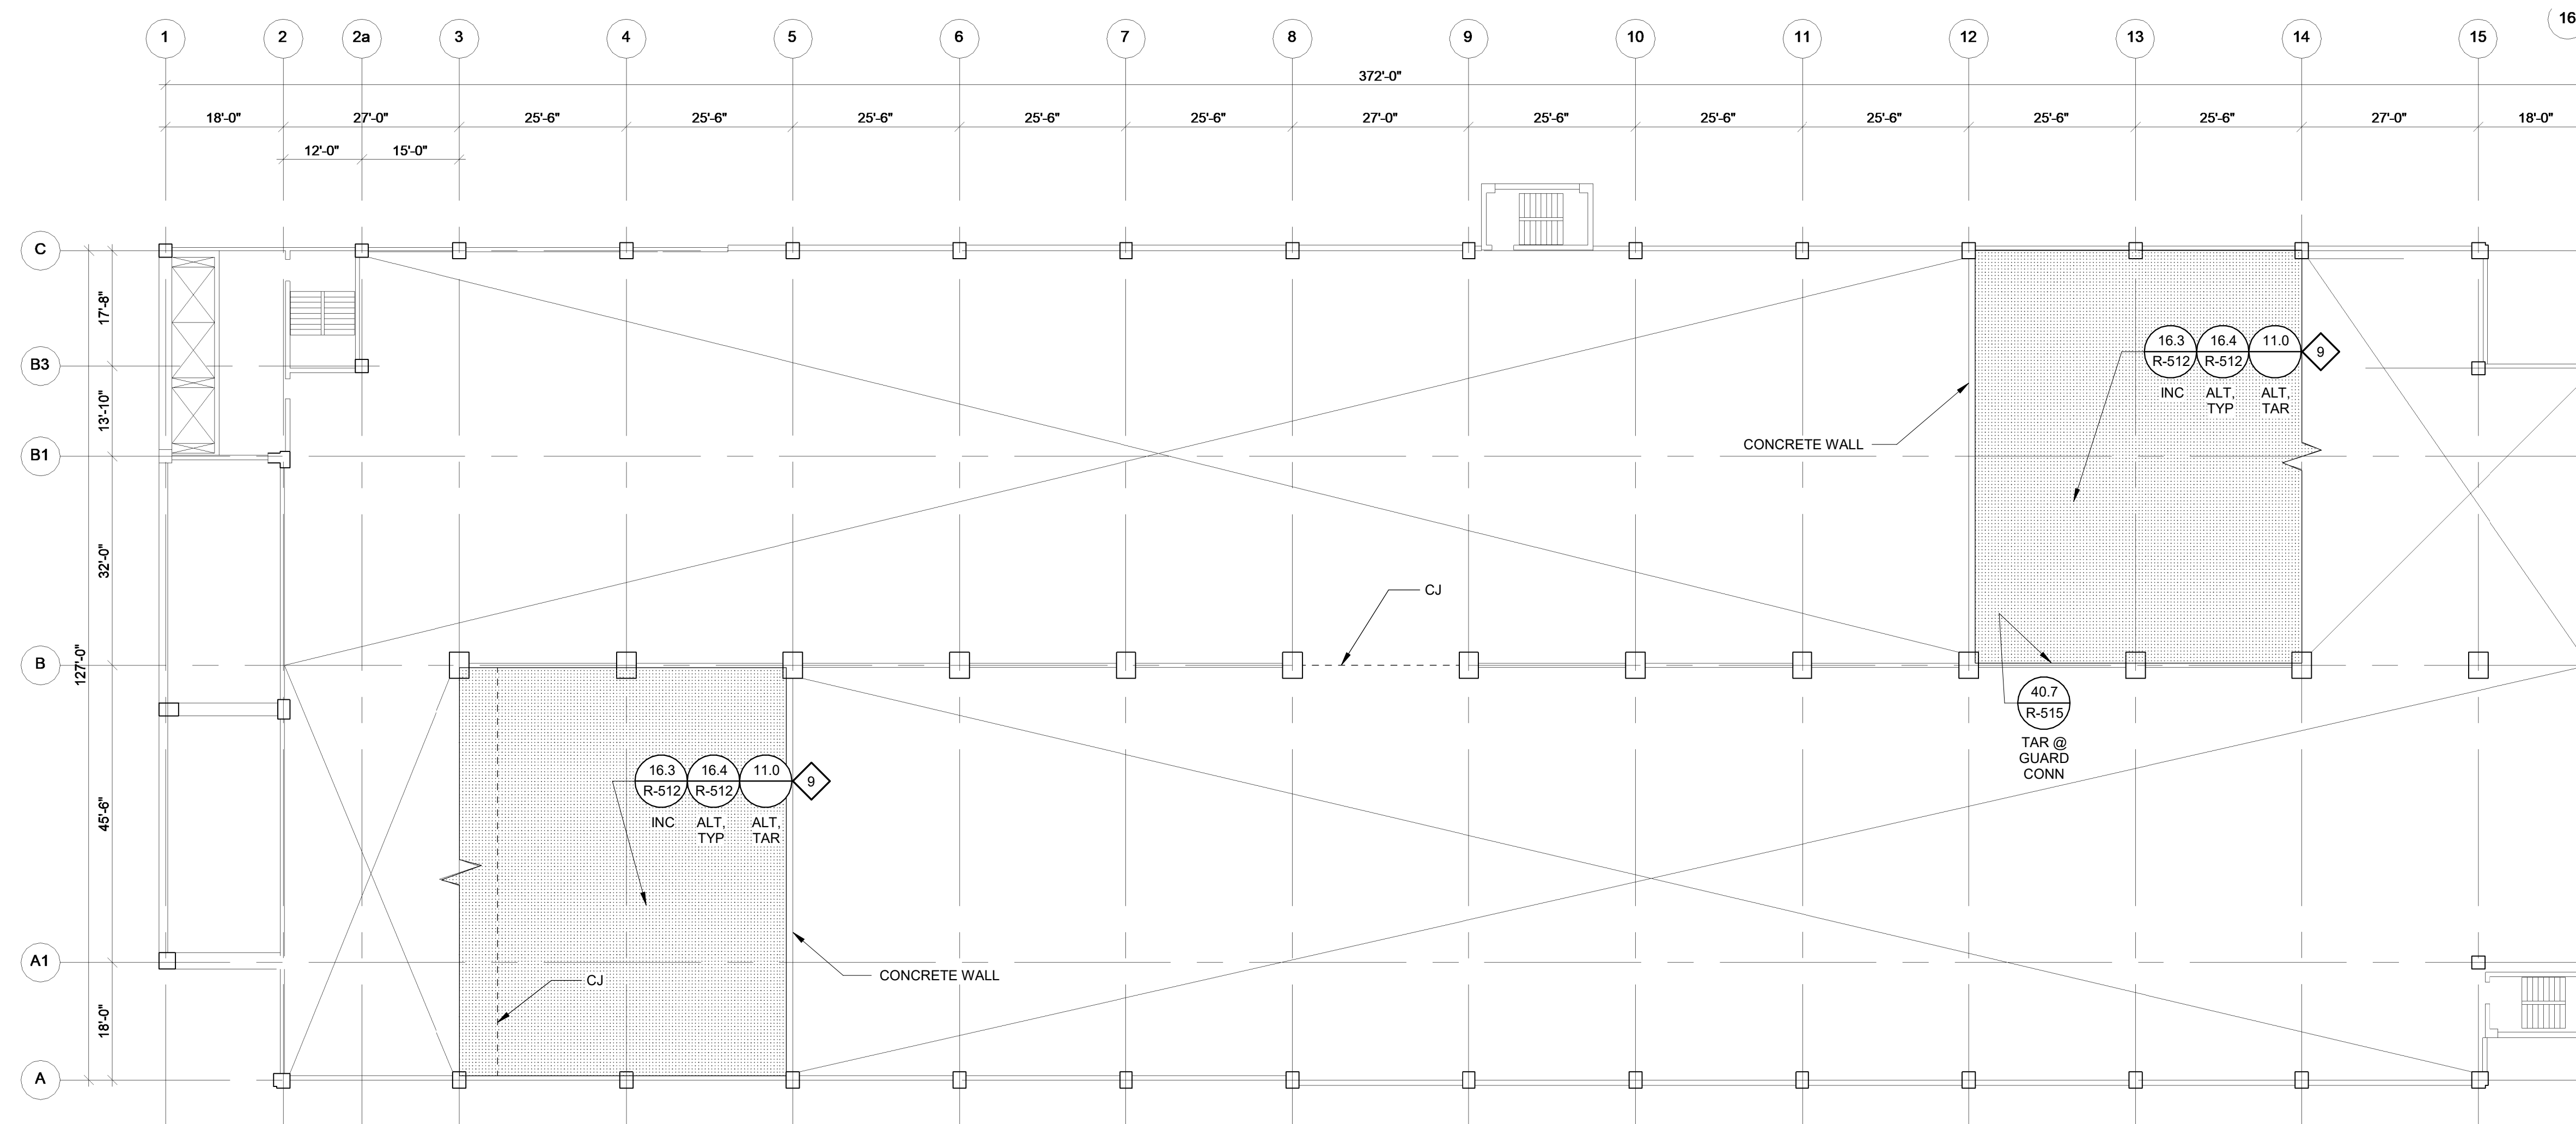 1 2 2a 3 4 5 6 7 8 9 10 11 12 13 14 15 16
372'-0"
18'-0" 27'-0" 25'-6" 25'-6" 25'-6" 25'-6" 25'-6" 27'-0" 25'-6" 25'-6" 25'-6" 25'-6" 25'-6" 27'-0" 18'-0"
12'-0" 15'-0"
C
17'-8"
B3
13'-10"
B1
32'-0"
B
127'-0"
45'-6"
A1
18'-0"
A
16.3 16.4 11.0 9
R-512 R-512
INC ALT, ALT,
TYP TAR
CONCRETE WALL
CJ
40.7
R-515
TAR @
GUARD
CONN
16.3 16.4 11.0 9
R-512 R-512
INC ALT, ALT,
TYP TAR
CONCRETE WALL
CJ